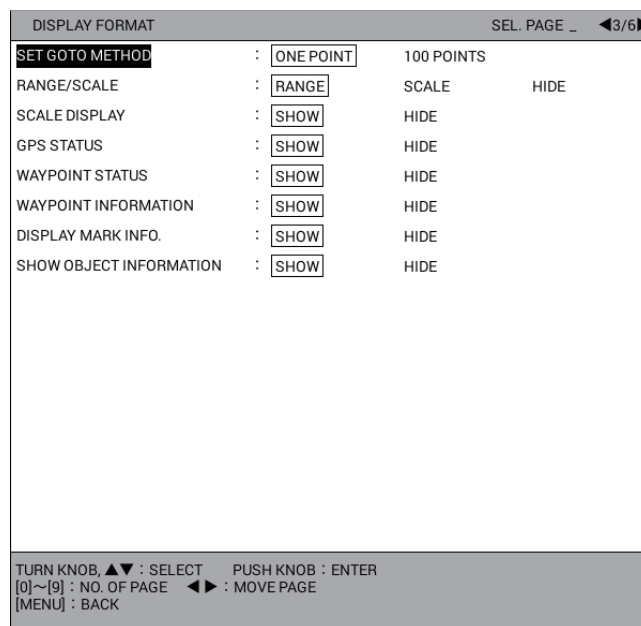 DISPLAY FORMAT SEL. PAGE _ ◀3/6▶
SET GOTO METHOD : ONE POINT 100 POINTS
RANGE/SCALE : RANGE SCALE HIDE
SCALE DISPLAY : SHOW HIDE
GPS STATUS : SHOW HIDE
WAYPOINT STATUS : SHOW HIDE
WAYPOINT INFORMATION : SHOW HIDE
DISPLAY MARK INFO. : SHOW HIDE
SHOW OBJECT INFORMATION : SHOW HIDE
TURN KNOB, ▲▼ : SELECT PUSH KNOB : ENTER
[0]～[9] : NO. OF PAGE ◀ ▶ : MOVE PAGE
[MENU] : BACK